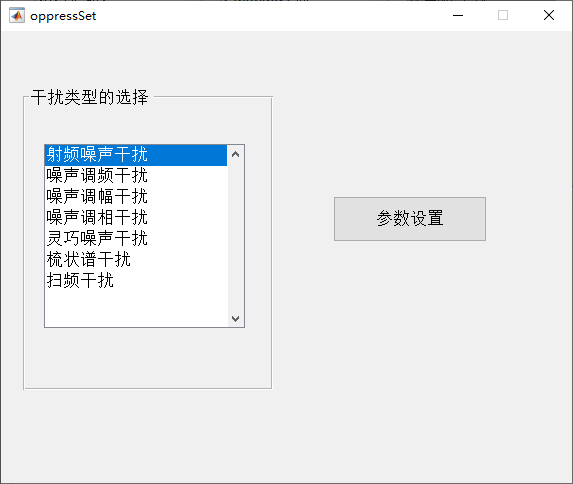 oppressSet
干扰类型的选择
射频噪声干扰
噪声调频干扰
噪声调幅干扰
噪声调相干扰
灵巧噪声干扰
梳状谱干扰
扫频干扰
参数设置